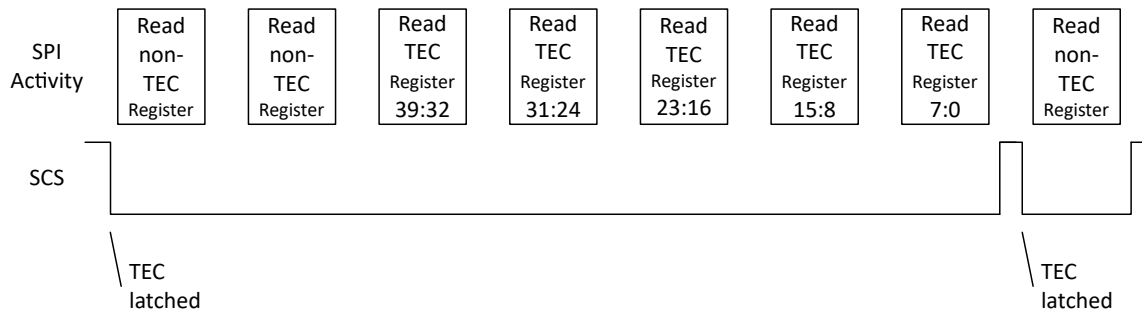 SPI
Activity
Read
non-
TEC
Register
Read
non-
TEC
Register
Read
TEC
Register
39:32
Read
TEC
Register
31:24
Read
TEC
Register
23:16
Read
TEC
Register
15:8
Read
TEC
Register
7:0
Read
non-
TEC
Register
SCS
TEC
latched
TEC
latched